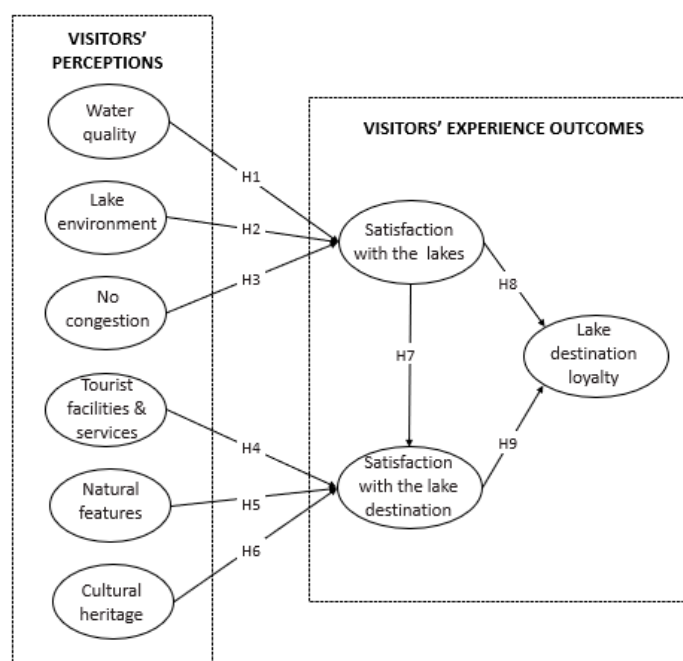 VISITORS'
PERCEPTIONS
Water
quality
Lake
environment
No
congestion
Tourist
facilities &
services
Natural
features
Cultural
heritage
H1
H2
H3
H4
H5
H6
VISITORS' EXPERIENCE OUTCOMES
Satisfaction
with the lakes
H7
Satisfaction
with the lake
destination
H8
H9
Lake
destination
loyalty